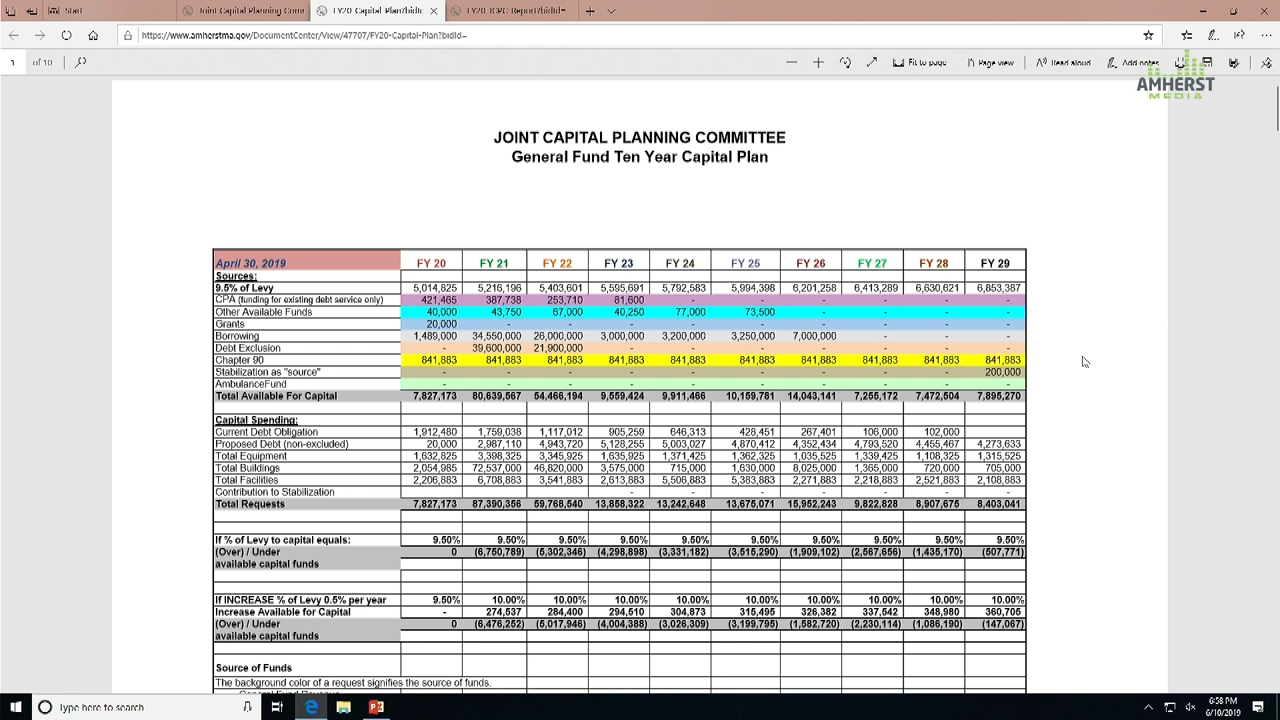 Start
Joint Capital Planning Comm
FY20-Capital-Plan?bidId
FY20-JCPC-Report?bidId=
https://www.amherstma.gov/DocumentCenter/View/47707/FY20-Capital-Plan?bidId=
1 of 10
Fit to page
Page view
Read aloud
Add notes
AMHERST
MEDIA
JOINT CAPITAL PLANNING COMMITTEE
General Fund Ten Year Capital Plan
April 30, 2019 FY 20 FY 21 FY 22 FY 23 FY 24 FY 25 FY 26 FY 27 FY 28 FY 29
Sources:
9.5% of Levy 5,014,825 5,216,196 5,403,601 5,595,691 5,792,583 5,994,398 6,201,258 6,413,289 6,630,621 6,853,387
CPA (funding for existing debt service only) 421,465 387,738 253,710 81,600 - - - - - -
Other Available Funds 40,000 43,750 67,000 40,250 77,000 73,500 - - - -
Grants 20,000 - - - - - - - - -
Borrowing 1,489,000 34,550,000 26,000,000 3,000,000 3,200,000 3,250,000 7,000,000 - - -
Debt Exclusion - 39,600,000 21,900,000 - - - - - - -
Chapter 90 841,883 841,883 841,883 841,883 841,883 841,883 841,883 841,883 841,883 841,883
Stabilization as "source" - - - - - - - - - 200,000
AmbulanceFund - - - - - - - - - -
Total Available For Capital 7,827,173 80,639,567 54,466,194 9,559,424 9,911,466 10,159,781 14,043,141 7,255,172 7,472,504 7,895,270
Capital Spending:
Current Debt Obligation 1,912,480 1,759,038 1,117,012 905,259 646,313 428,451 267,401 106,000 102,000
Proposed Debt (non-excluded) 20,000 2,987,110 4,943,720 5,128,255 5,003,027 4,870,412 4,352,434 4,793,520 4,455,467 4,273,633
Total Equipment 1,632,825 3,398,325 3,345,925 1,635,925 1,371,425 1,362,325 1,035,525 1,339,425 1,108,325 1,315,525
Total Buildings 2,054,985 72,537,000 46,820,000 3,575,000 715,000 1,630,000 8,025,000 1,365,000 720,000 705,000
Total Facilities 2,206,883 6,708,883 3,541,883 2,613,883 5,506,883 5,383,883 2,271,883 2,218,883 2,521,883 2,108,883
Contribution to Stabilization - - - - - - -
Total Requests 7,827,173 87,390,356 59,768,540 13,858,322 13,242,648 13,675,071 15,952,243 9,822,828 8,907,675 8,403,041
If % of Levy to capital equals: 9.50% 9.50% 9.50% 9.50% 9.50% 9.50% 9.50% 9.50% 9.50% 9.50%
(Over) / Under 0 (6,750,789) (5,302,346) (4,298,898) (3,331,182) (3,515,290) (1,909,102) (2,567,656) (1,435,170) (507,771)
available capital funds
If INCREASE % of Levy 0.5% per year 9.50% 10.00% 10.00% 10.00% 10.00% 10.00% 10.00% 10.00% 10.00% 10.00%
Increase Available for Capital - 274,537 284,400 294,510 304,873 315,495 326,382 337,542 348,980 360,705
(Over) / Under 0 (6,476,252) (5,017,946) (4,004,388) (3,026,309) (3,199,795) (1,582,720) (2,230,114) (1,086,190) (147,067)
available capital funds
Source of Funds
The background color of a request signifies the source of funds.
Type here to search
6:58 PM
6/10/2019